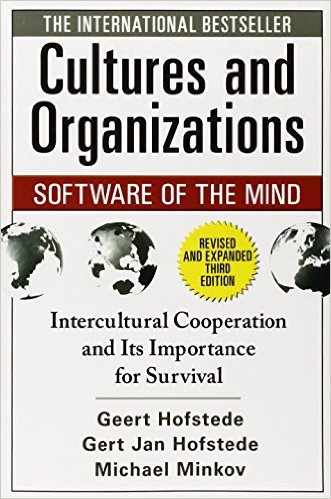 THE INTERNATIONAL BESTSELLER
Cultures and
Organizations
SOFTWARE OF THE MIND
REVISED
AND EXPANDED
THIRD
EDITION
Intercultural Cooperation
and Its Importance
for Survival
Geert Hofstede
Gert Jan Hofstede
Michael Minkov